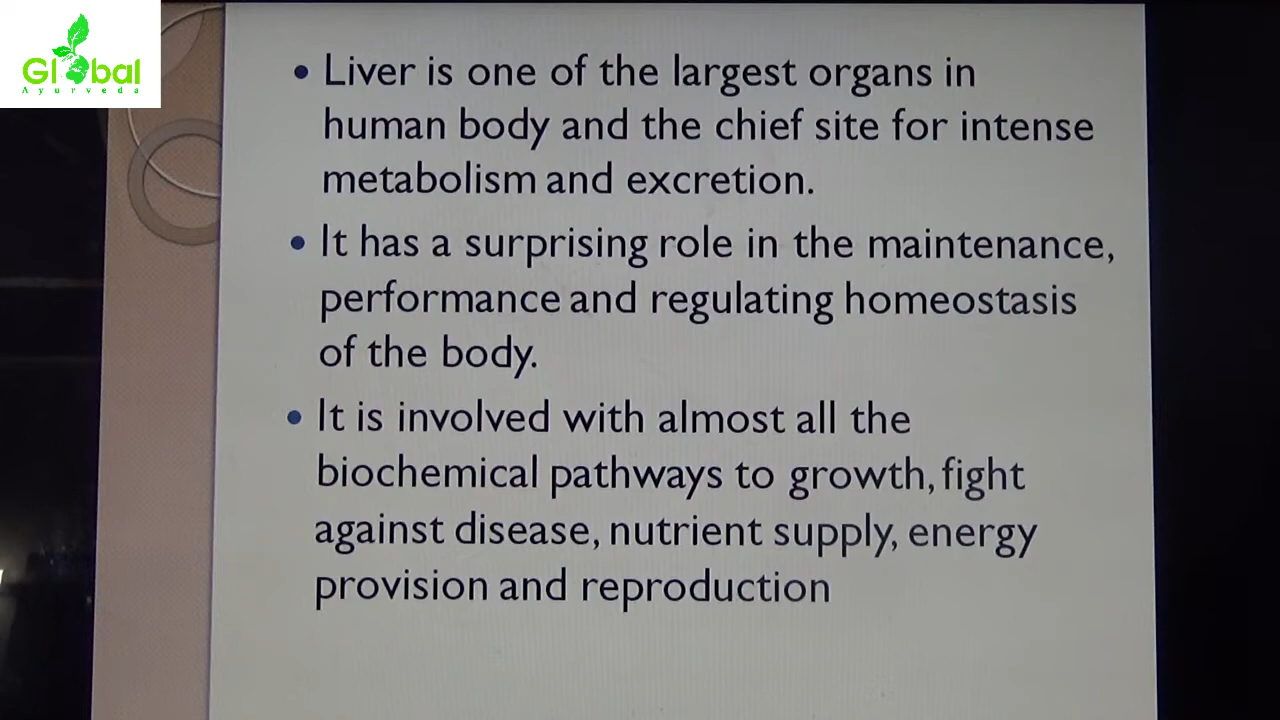 Global
Ayurveda
• Liver is one of the largest organs in
human body and the chief site for intense
metabolism and excretion.
• It has a surprising role in the maintenance,
performance and regulating homeostasis
of the body.
• It is involved with almost all the
biochemical pathways to growth, fight
against disease, nutrient supply, energy
provision and reproduction